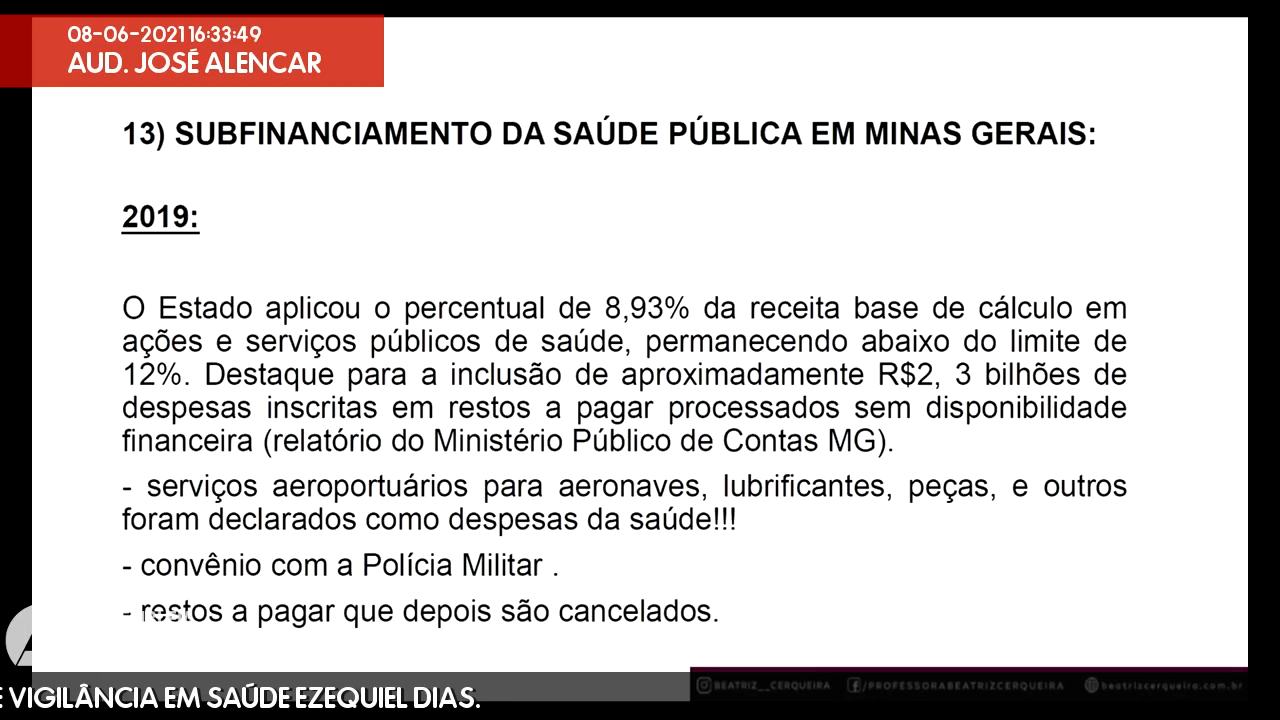 08-06-2021 16:33:49
AUD. JOSÉ ALENCAR
13) SUBFINANCIAMENTO DA SAÚDE PÚBLICA EM MINAS GERAIS:
2019:
O Estado aplicou o percentual de 8,93% da receita base de cálculo em
ações e serviços públicos de saúde, permanecendo abaixo do limite de
12%. Destaque para a inclusão de aproximadamente R$2, 3 bilhões de
despesas inscritas em restos a pagar processados sem disponibilidade
financeira (relatório do Ministério Público de Contas MG).
- serviços aeroportuários para aeronaves, lubrificantes, peças, e outros
foram declarados como despesas da saúde!!!
- convênio com a Polícia Militar .
- restos a pagar que depois são cancelados.
BEATRIZ__CERQUEIRA /PROFESSORABEATRIZCERQUEIRA beatrizcerqueira.com.br
E VIGILÂNCIA EM SAÚDE EZEQUIEL DIAS.